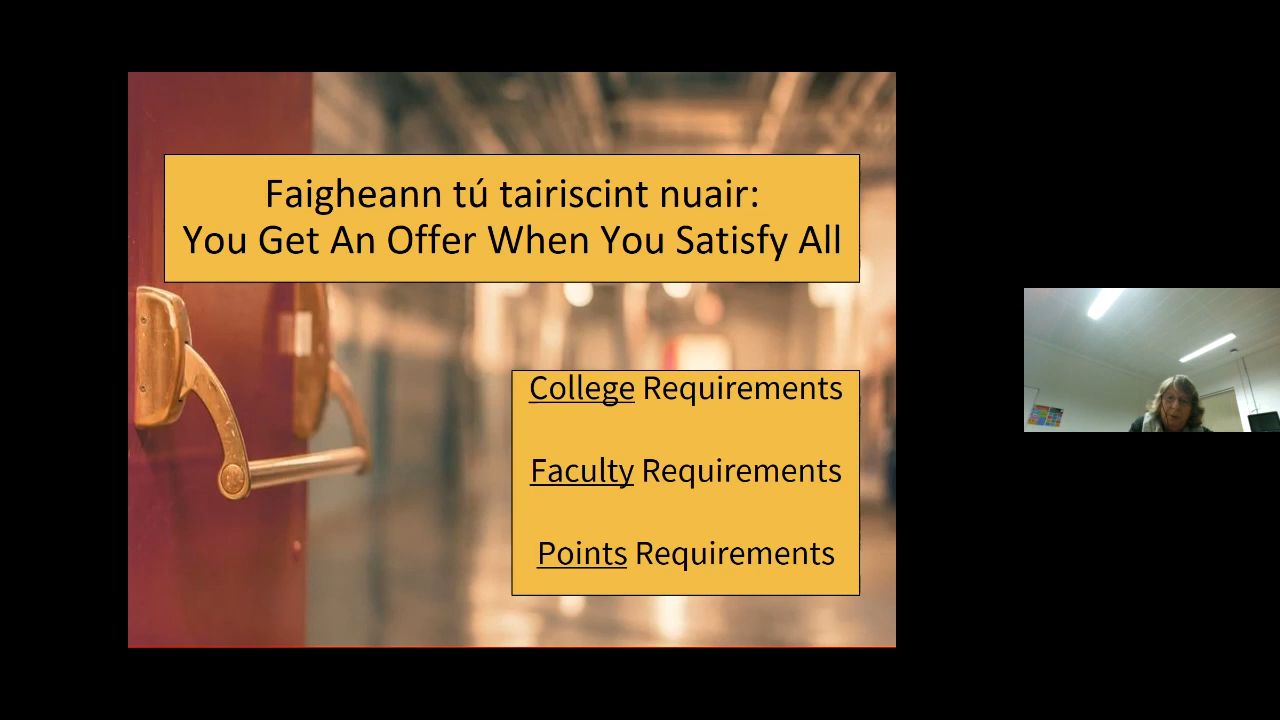 Faigheann tú tairiscint nuair:
You Get An Offer When You Satisfy All
College Requirements
Faculty Requirements
Points Requirements